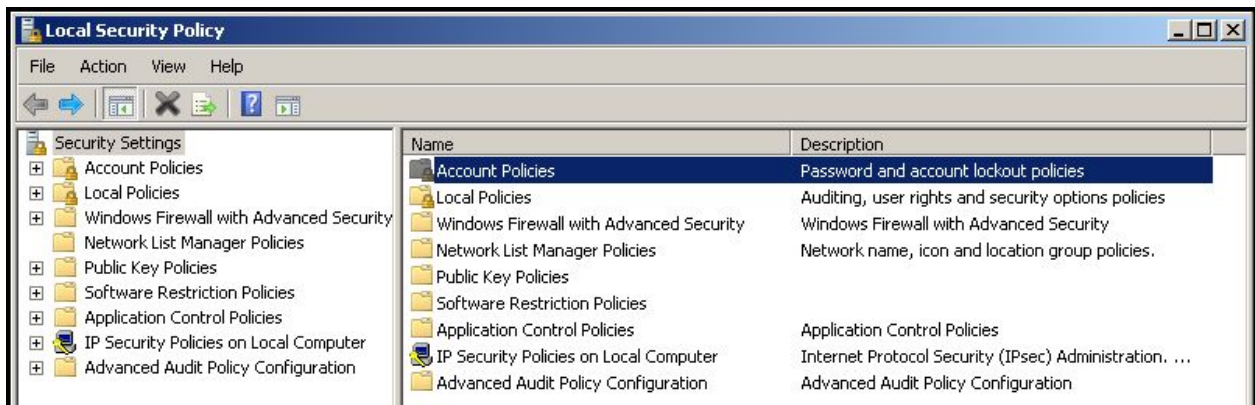 Local Security Policy
File Action View Help
Security Settings
Account Policies
Local Policies
Windows Firewall with Advanced Security
Network List Manager Policies
Public Key Policies
Software Restriction Policies
Application Control Policies
IP Security Policies on Local Computer
Advanced Audit Policy Configuration
Name Description
Account Policies Password and account lockout policies
Local Policies Auditing, user rights and security options policies
Windows Firewall with Advanced Security Windows Firewall with Advanced Security
Network List Manager Policies Network name, icon and location group policies.
Public Key Policies
Software Restriction Policies
Application Control Policies Application Control Policies
IP Security Policies on Local Computer Internet Protocol Security (IPsec) Administration. ...
Advanced Audit Policy Configuration Advanced Audit Policy Configuration